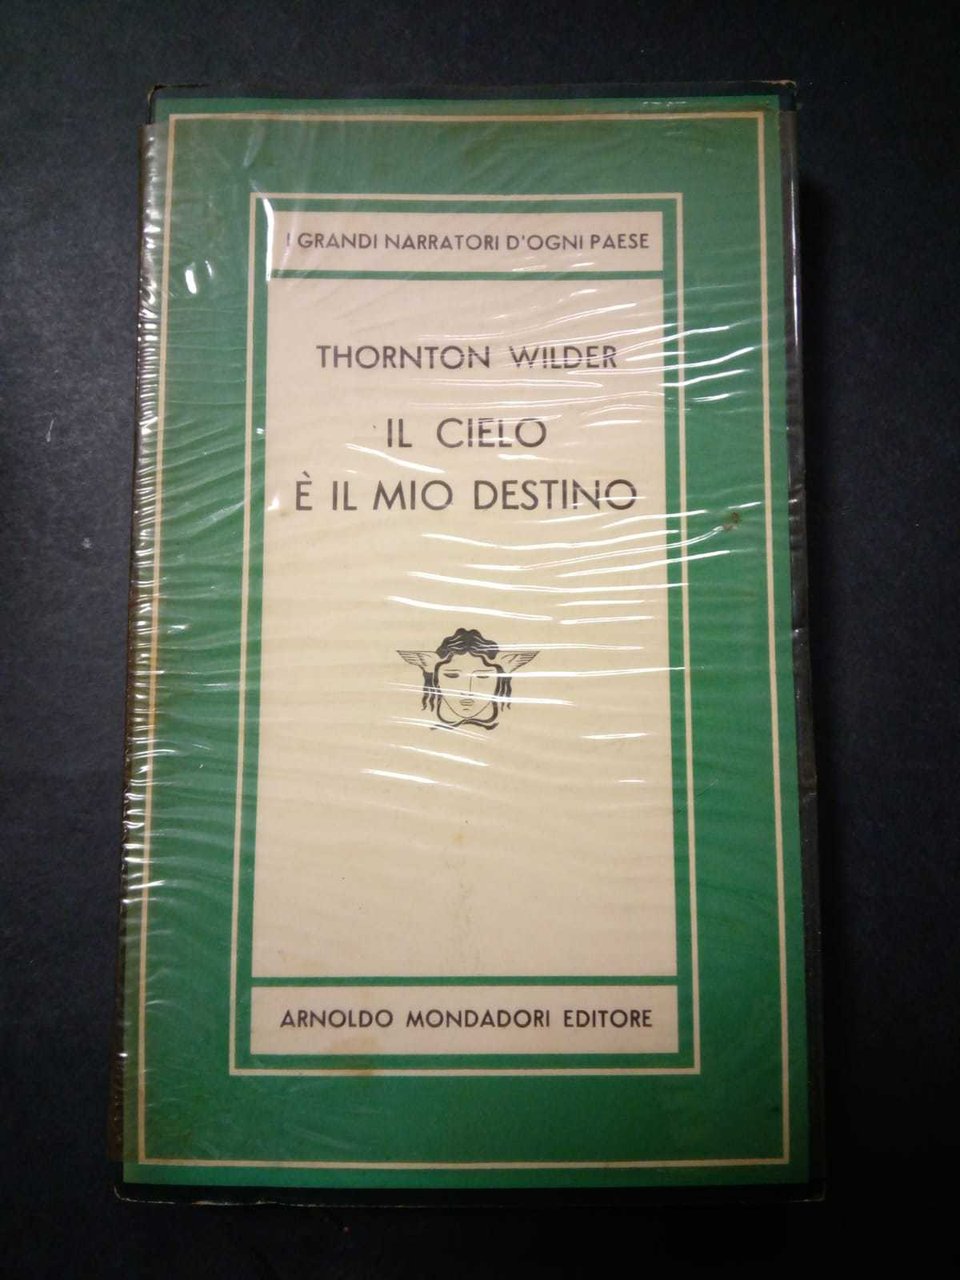 I GRANDI NARRATORI D'OGNI PAESE
THORNTON WILDER
IL CIELO
È IL MIO DESTINO
ARNOLDO MONDADORI EDITORE